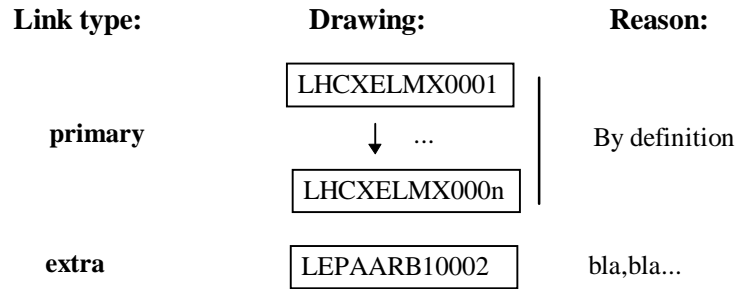 Link type: Drawing: Reason:
LHCXELMX0001
primary ... By definition
LHCXELMX000n
extra LEPAARB10002 bla,bla...